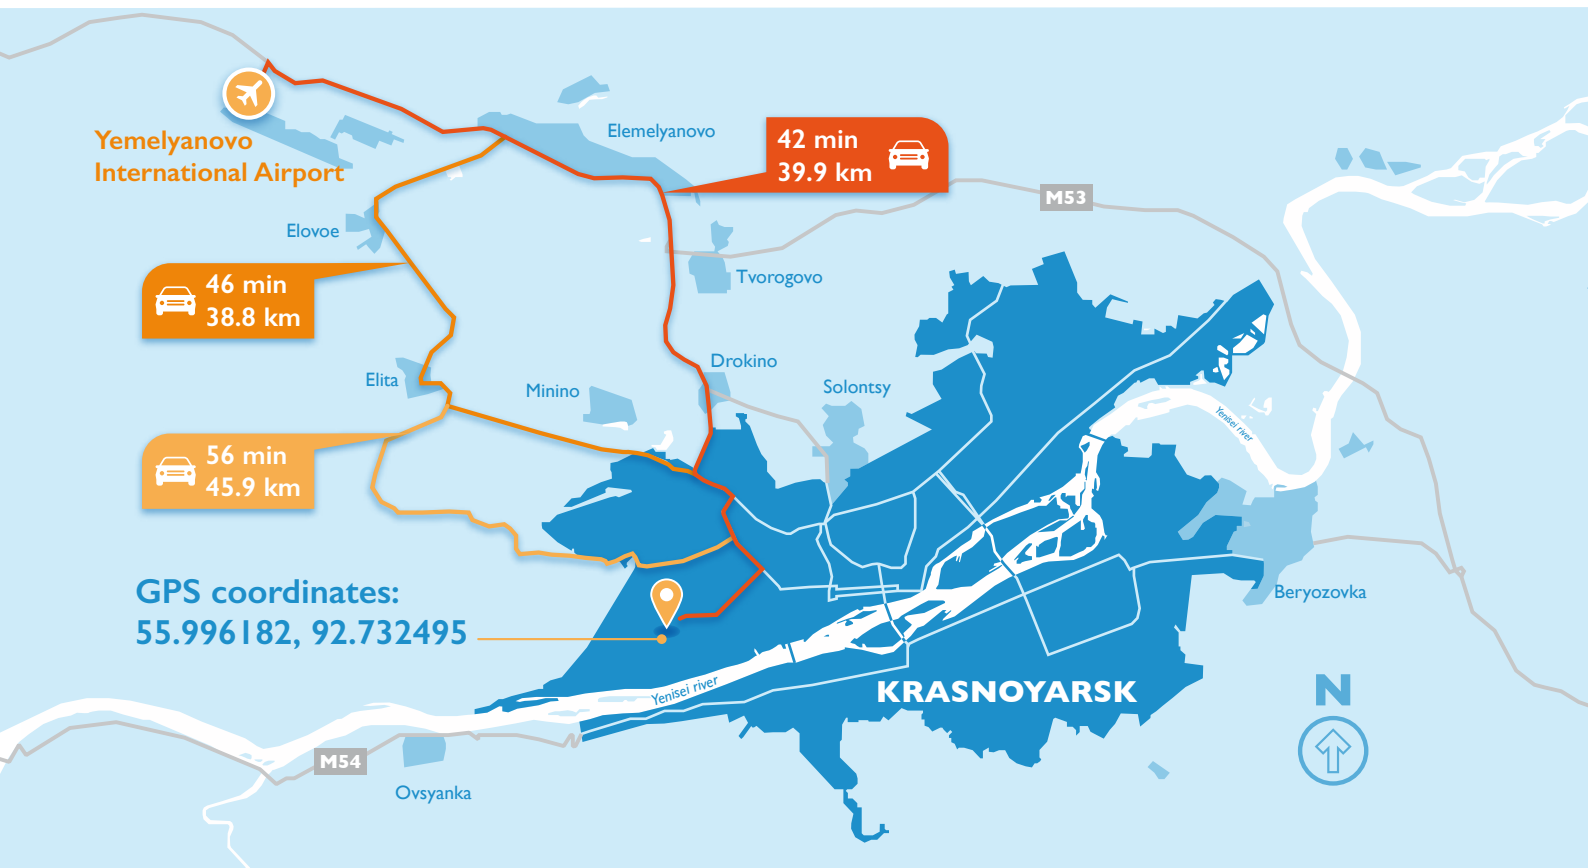 Yemelyanovo
International Airport
Elemelyanovo
42 min
39.9 km
M53
Elovoe
46 min
38.8 km
Tvorogovo
Elita
Minino
Drokino
Solontsy
Yenisei river
56 min
45.9 km
GPS coordinates:
55.996182, 92.732495
Beryozovka
Yenisei river
KRASNOYARSK
N
M54
Ovsyanka